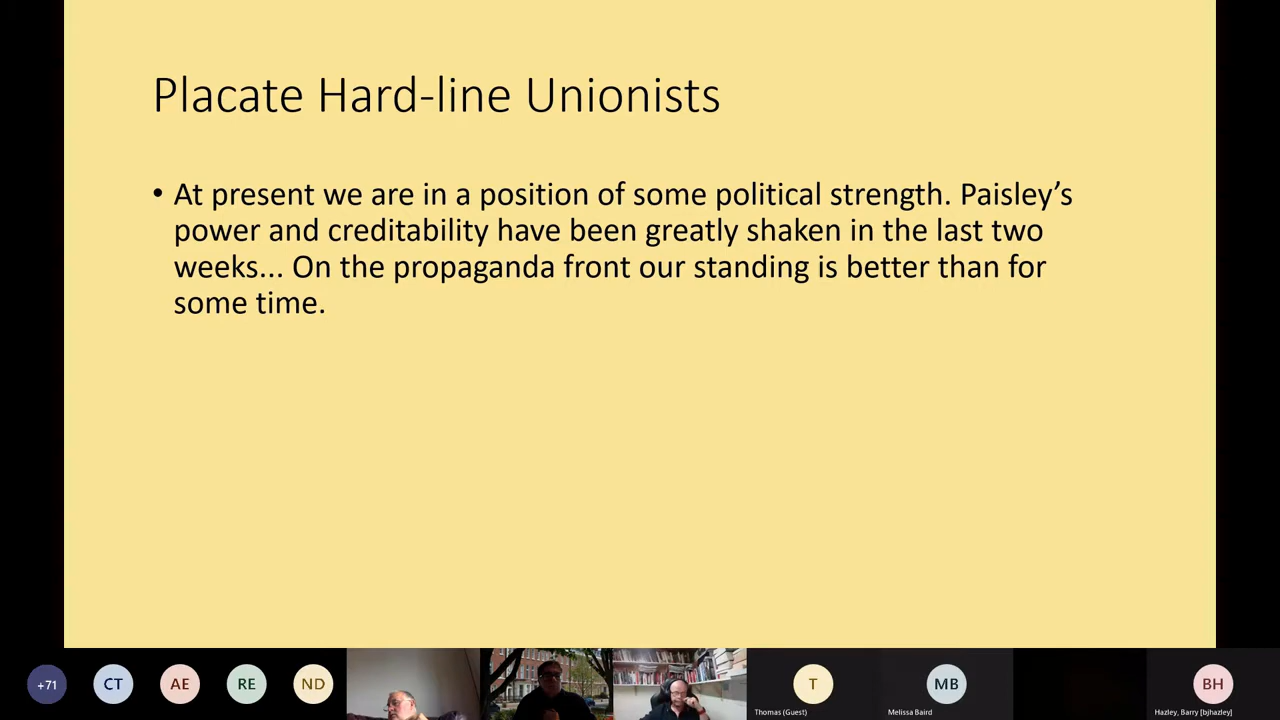 Placate Hard-line Unionists
• At present we are in a position of some political strength. Paisley’s
power and creditability have been greatly shaken in the last two
weeks... On the propaganda front our standing is better than for
some time.
+71
CT
AE
RE
ND
T
MB
BH
Thomas (Guest)
Melissa Baird
Hazley, Barry [bjhazley]